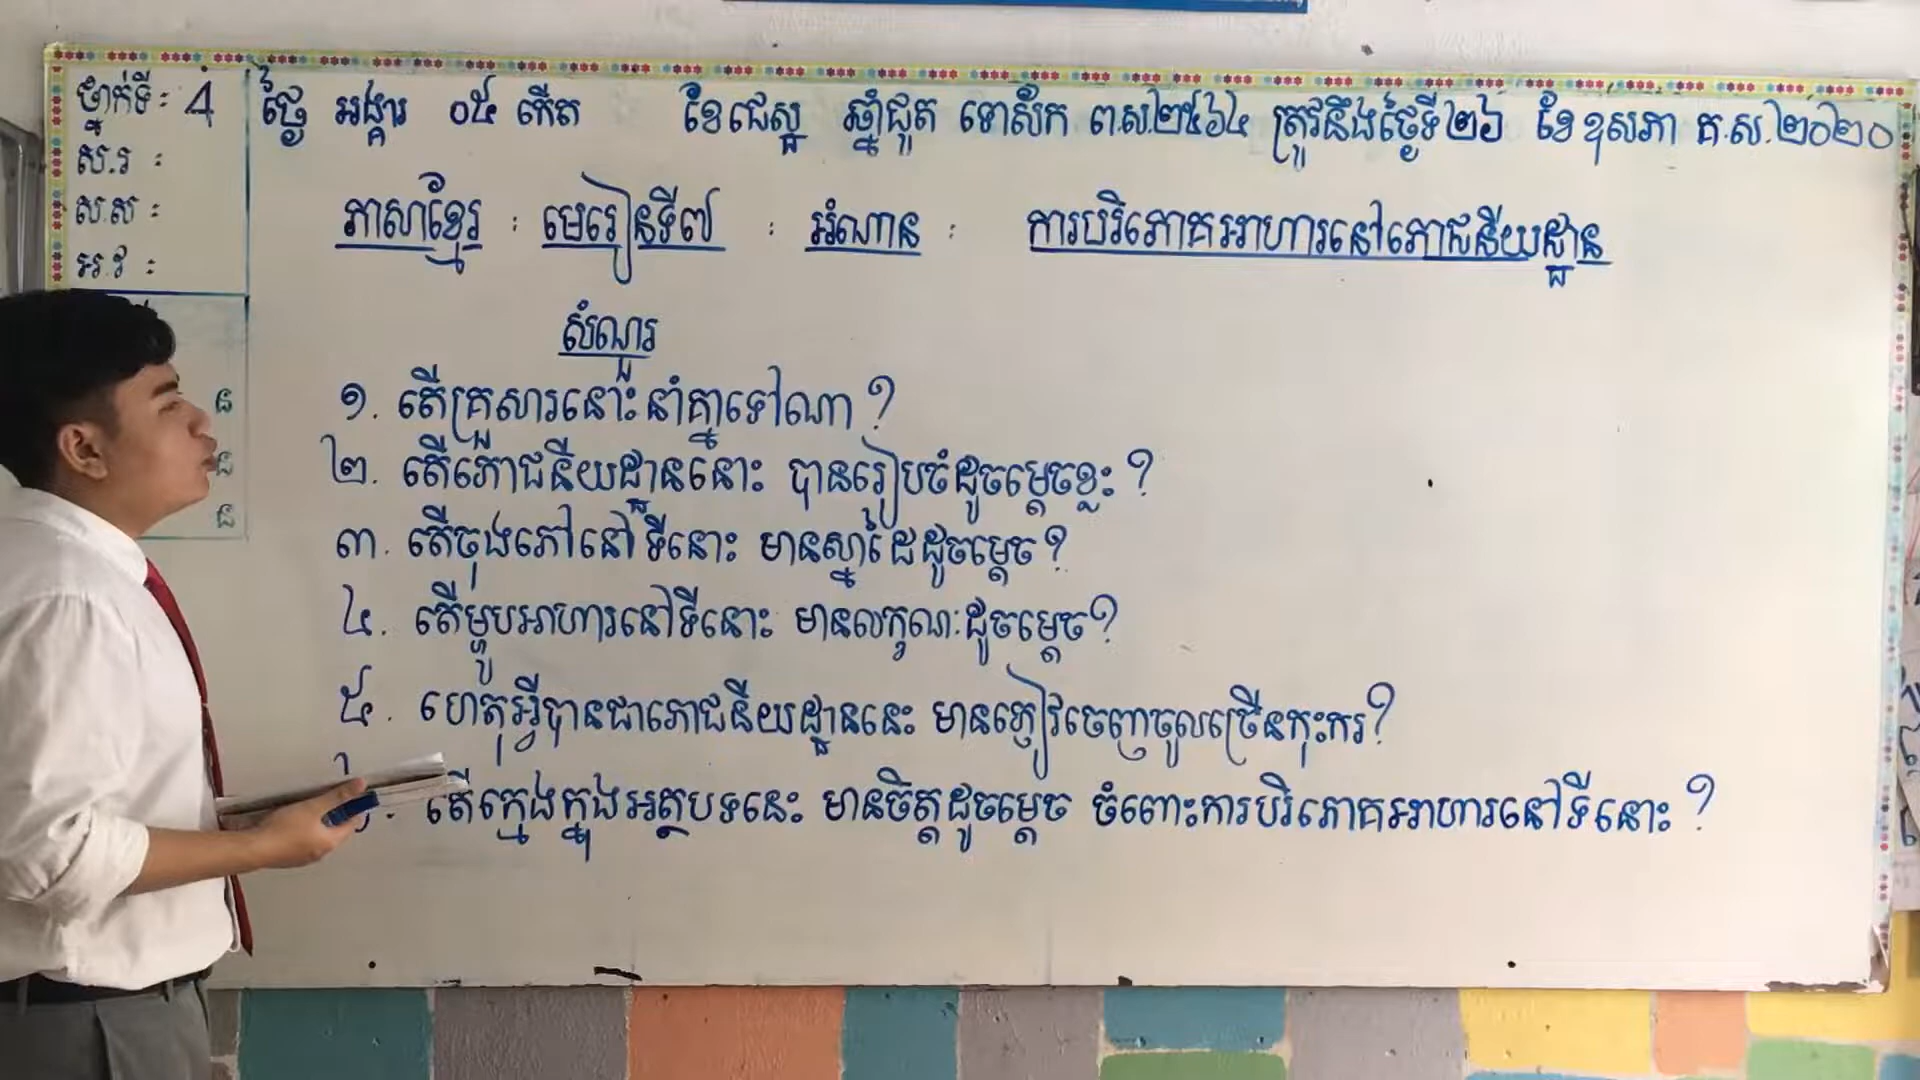 ថ្នាក់ទី: 4
ស.រ :
ស.ស :
អ.វ :
ថ្ងៃ អង្គារ ០៥ កើត ខែជេស្ឋ ឆ្នាំជូត ទោស័ក ព.ស.២៥៦៤ ត្រូវនឹងថ្ងៃទី២៦ ខែឧសភា គ.ស.២០២០
ភាសាខ្មែរ : មេរៀនទី៧ : អំណាន : ការបរិភោគអាហារនៅភោជនីយដ្ឋាន
សំណួរ
១. តើគ្រួសារនោះនាំគ្នាទៅណា?
២. តើភោជនីយដ្ឋាននោះ បានរៀបចំដូចម្ដេចខ្លះ?
៣. តើចុងភៅនៅទីនោះ មានស្នាដៃដូចម្ដេច?
៤. តើម្ហូបអាហារនៅទីនោះ មានលក្ខណៈដូចម្ដេច?
៥. ហេតុអ្វីបានជាភោជនីយដ្ឋាននេះ មានភ្ញៀវចេញចូលច្រើនកុះករ?
តើក្មេងក្នុងអត្ថបទនេះ មានចិត្តដូចម្ដេច ចំពោះការបរិភោគអាហារនៅទីនោះ?